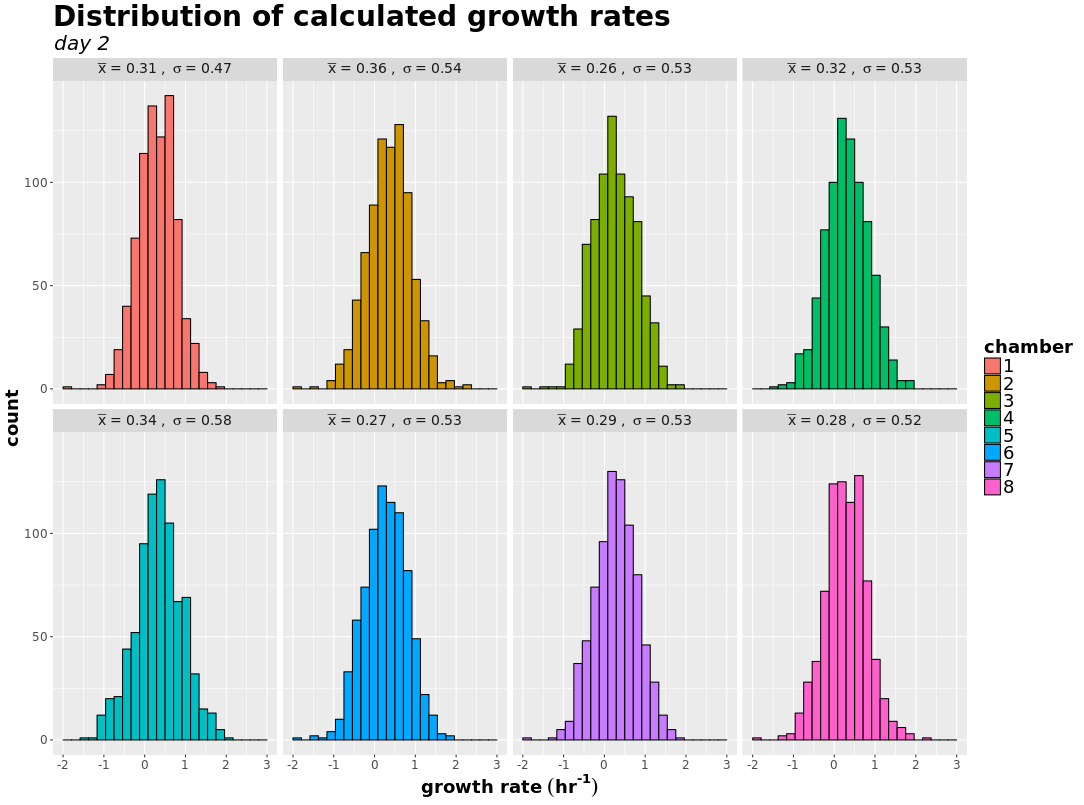 Distribution of calculated growth rates
day 2
x̅ = 0.31 , σ = 0.47
x̅ = 0.36 , σ = 0.54
x̅ = 0.26 , σ = 0.53
x̅ = 0.32 , σ = 0.53
100
50
0
x̅ = 0.34 , σ = 0.58
x̅ = 0.27 , σ = 0.53
x̅ = 0.29 , σ = 0.53
x̅ = 0.28 , σ = 0.52
100
50
0
count
-2 -1 0 1 2 3
-2 -1 0 1 2 3
-2 -1 0 1 2 3
-2 -1 0 1 2 3
growth rate (hr⁻¹)
chamber
1
2
3
4
5
6
7
8